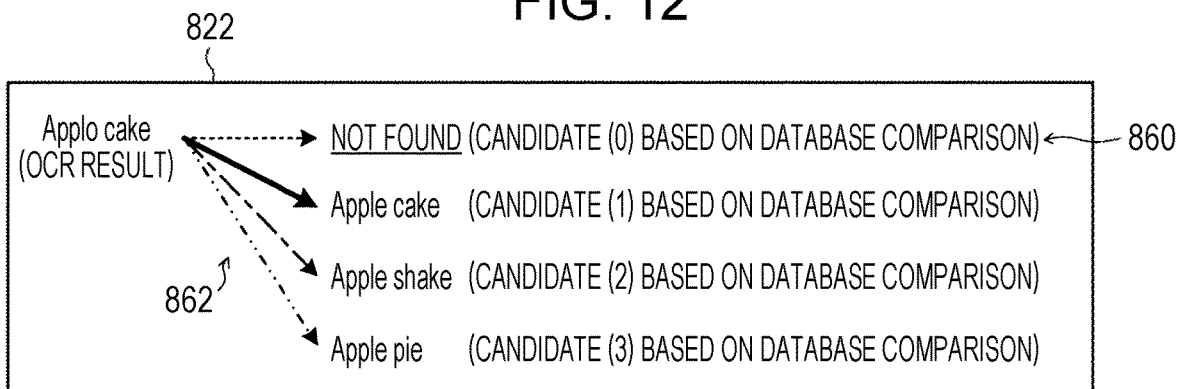 FIG. 12
822
Applo cake
(OCR RESULT)
NOT FOUND (CANDIDATE (0) BASED ON DATABASE COMPARISON)
860
Apple cake (CANDIDATE (1) BASED ON DATABASE COMPARISON)
Apple shake (CANDIDATE (2) BASED ON DATABASE COMPARISON)
862
Apple pie (CANDIDATE (3) BASED ON DATABASE COMPARISON)